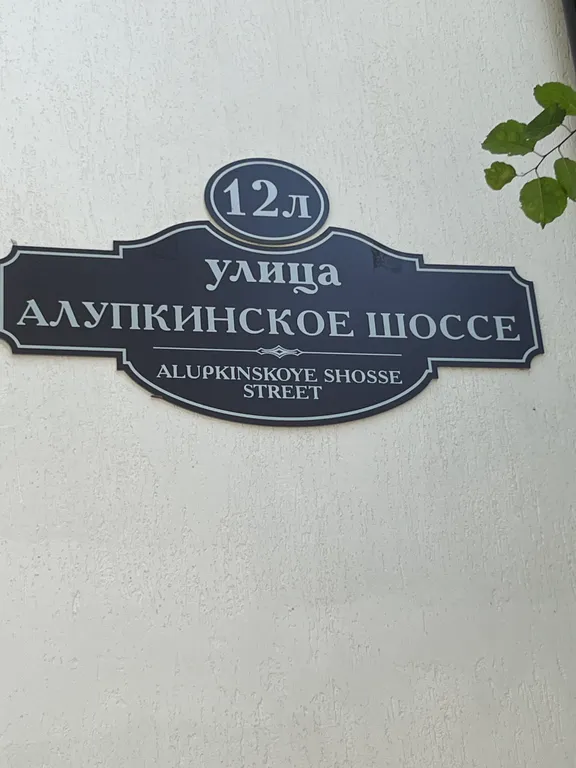 12л
улица
АЛУПКИНСКОЕ ШОССЕ
ALUPKINSKOYE SHOSSE
STREET